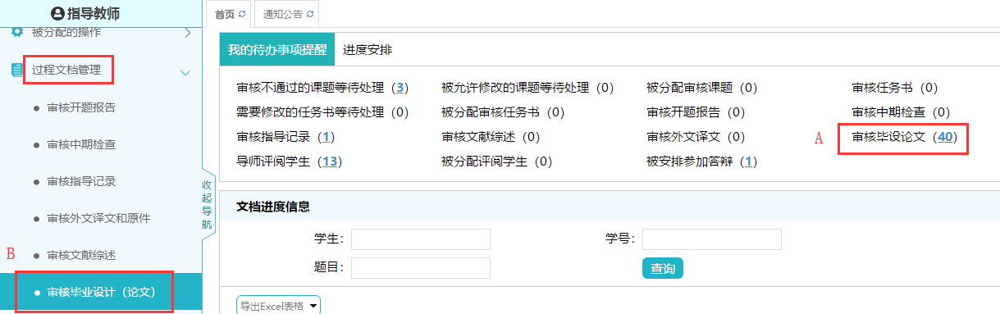 指导教师
被分配的操作
过程文档管理
审核开题报告
审核中期检查
审核指导记录
审核外文译文和原件
B
审核文献综述
审核毕业设计（论文）
收起导航
首页 通知公告
我的待办事项提醒 进度安排
审核不通过的课题等待处理（3） 被允许修改的课题等待处理（0） 被分配审核课题（0） 审核任务书（0）
需要修改的任务书等待处理（0） 被分配审核任务书（0） 审核开题报告（0） 审核中期检查（0）
审核指导记录（1） 审核文献综述（0） 审核外文译文（0） A 审核毕设论文（40）
导师评阅学生（13） 被分配评阅学生（0） 被安排参加答辩（1）
文档进度信息
学生： 学号：
题目： 查询
导出Excel表格